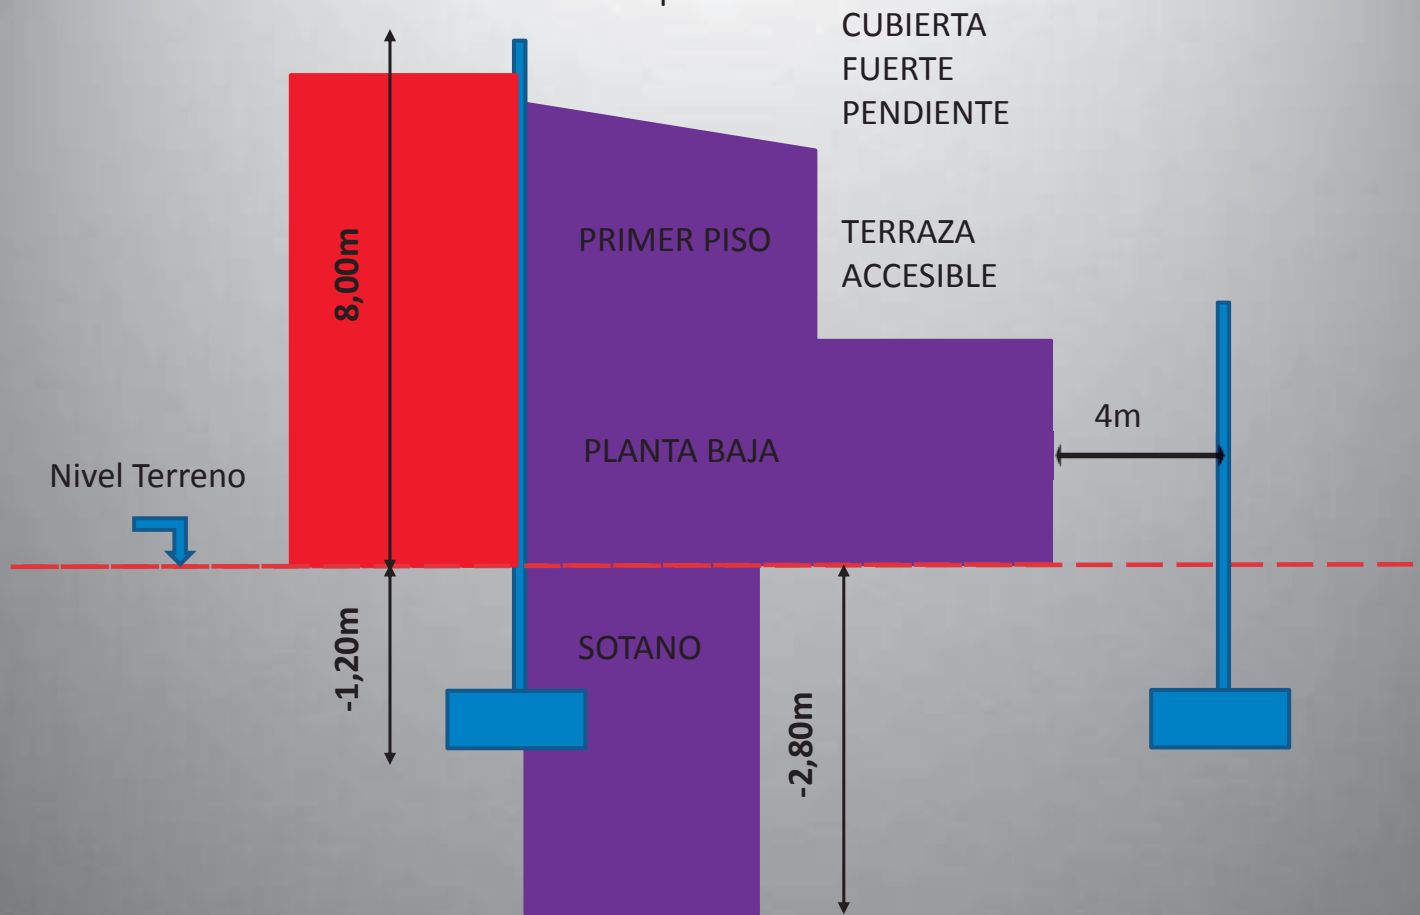 CUBIERTA
FUERTE
PENDIENTE
PRIMER PISO
TERRAZA
ACCESIBLE
8,00m
4m
PLANTA BAJA
Nivel Terreno
-1,20m
SOTANO
-2,80m